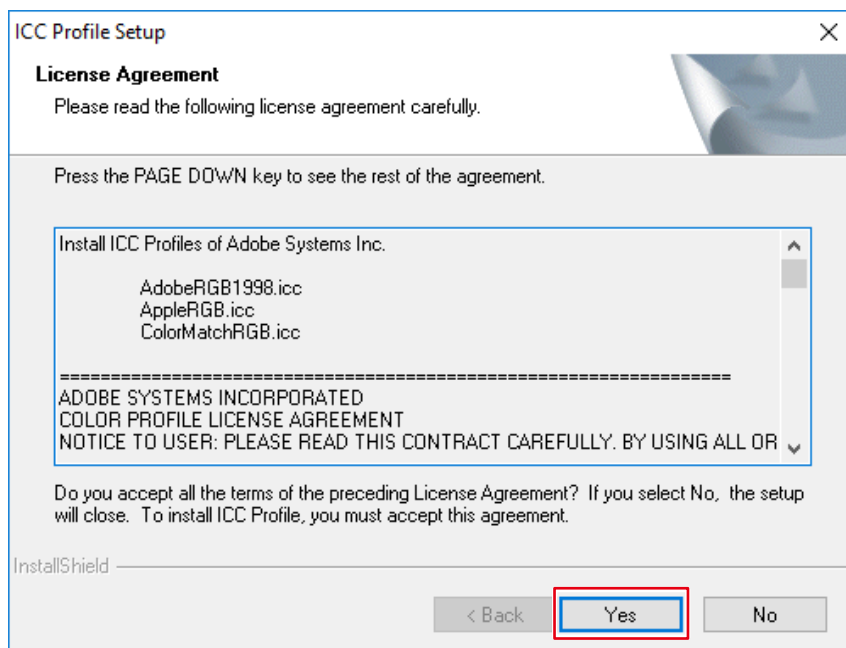 ICC Profile Setup
License Agreement
Please read the following license agreement carefully.
Press the PAGE DOWN key to see the rest of the agreement.
Install ICC Profiles of Adobe Systems Inc.
AdobeRGB1998.icc
AppleRGB.icc
ColorMatchRGB.icc
==================================================================
ADOBE SYSTEMS INCORPORATED
COLOR PROFILE LICENSE AGREEMENT
NOTICE TO USER: PLEASE READ THIS CONTRACT CAREFULLY. BY USING ALL OR
Do you accept all the terms of the preceding License Agreement? If you select No, the setup
will close. To install ICC Profile, you must accept this agreement.
InstallShield
< Back Yes No